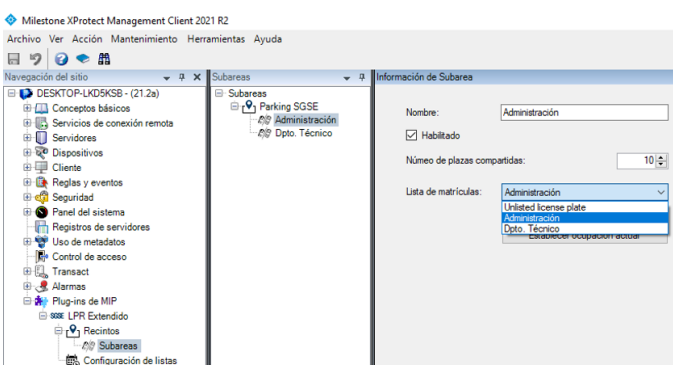 Milestone XProtect Management Client 2021 R2
Archivo Ver Acción Mantenimiento Herramientas Ayuda
Navegación del sitio
DESKTOP-LKD5KSB - (21.2a)
Conceptos básicos
Servicios de conexión remota
Servidores
Dispositivos
Cliente
Reglas y eventos
Seguridad
Panel del sistema
Registros de servidores
Uso de metadatos
Control de acceso
Transact
Alarmas
Plug-ins de MIP
SGSE LPR Extendido
Recintos
Subareas
Configuración de listas
Subareas
Subareas
Parking SGSE
Administración
Dpto. Técnico
Información de Subarea
Nombre: Administración
Habilitado
Númeo de plazas compartidas: 10
Lista de matrículas: Administración
Unlisted license plate
Administración
Dpto. Técnico
Establecer ocupación actual